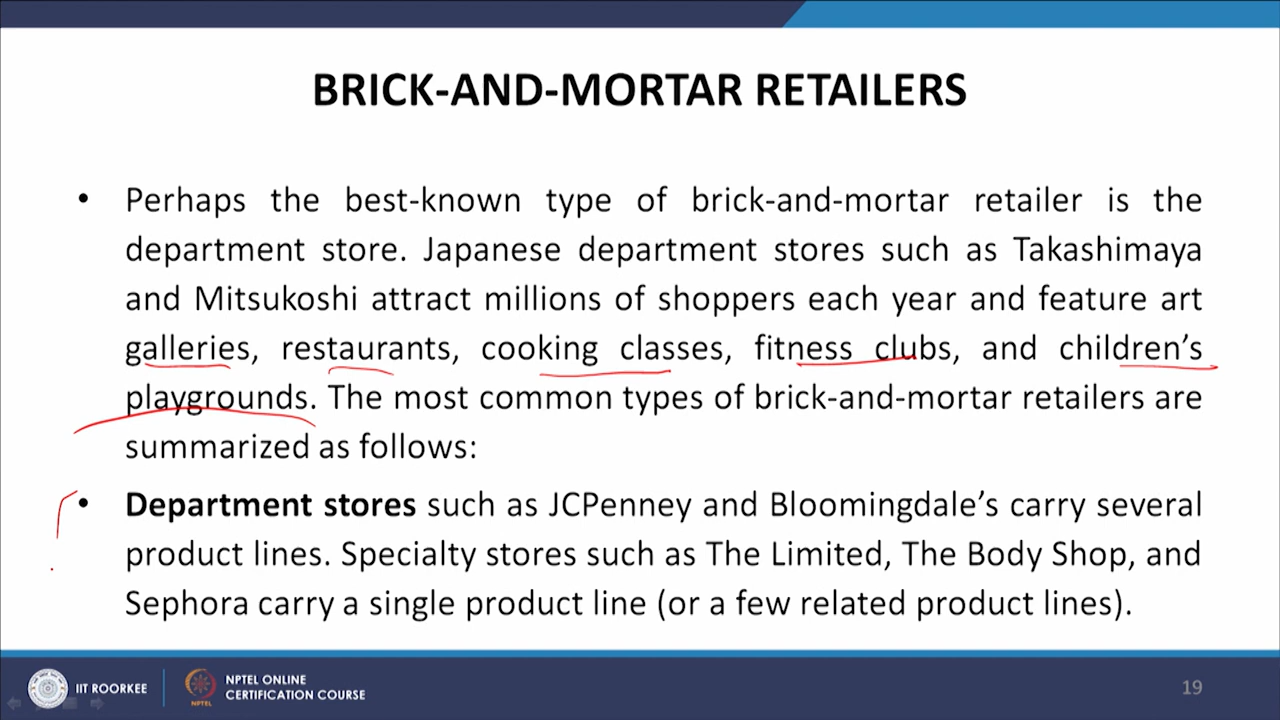 BRICK-AND-MORTAR RETAILERS
• Perhaps the best-known type of brick-and-mortar retailer is the
department store. Japanese department stores such as Takashimaya
and Mitsukoshi attract millions of shoppers each year and feature art
galleries, restaurants, cooking classes, fitness clubs, and children’s
playgrounds. The most common types of brick-and-mortar retailers are
summarized as follows:
• Department stores such as JCPenney and Bloomingdale’s carry several
product lines. Specialty stores such as The Limited, The Body Shop, and
Sephora carry a single product line (or a few related product lines).
IIT ROORKEE
NPTEL
NPTEL ONLINE
CERTIFICATION COURSE
19